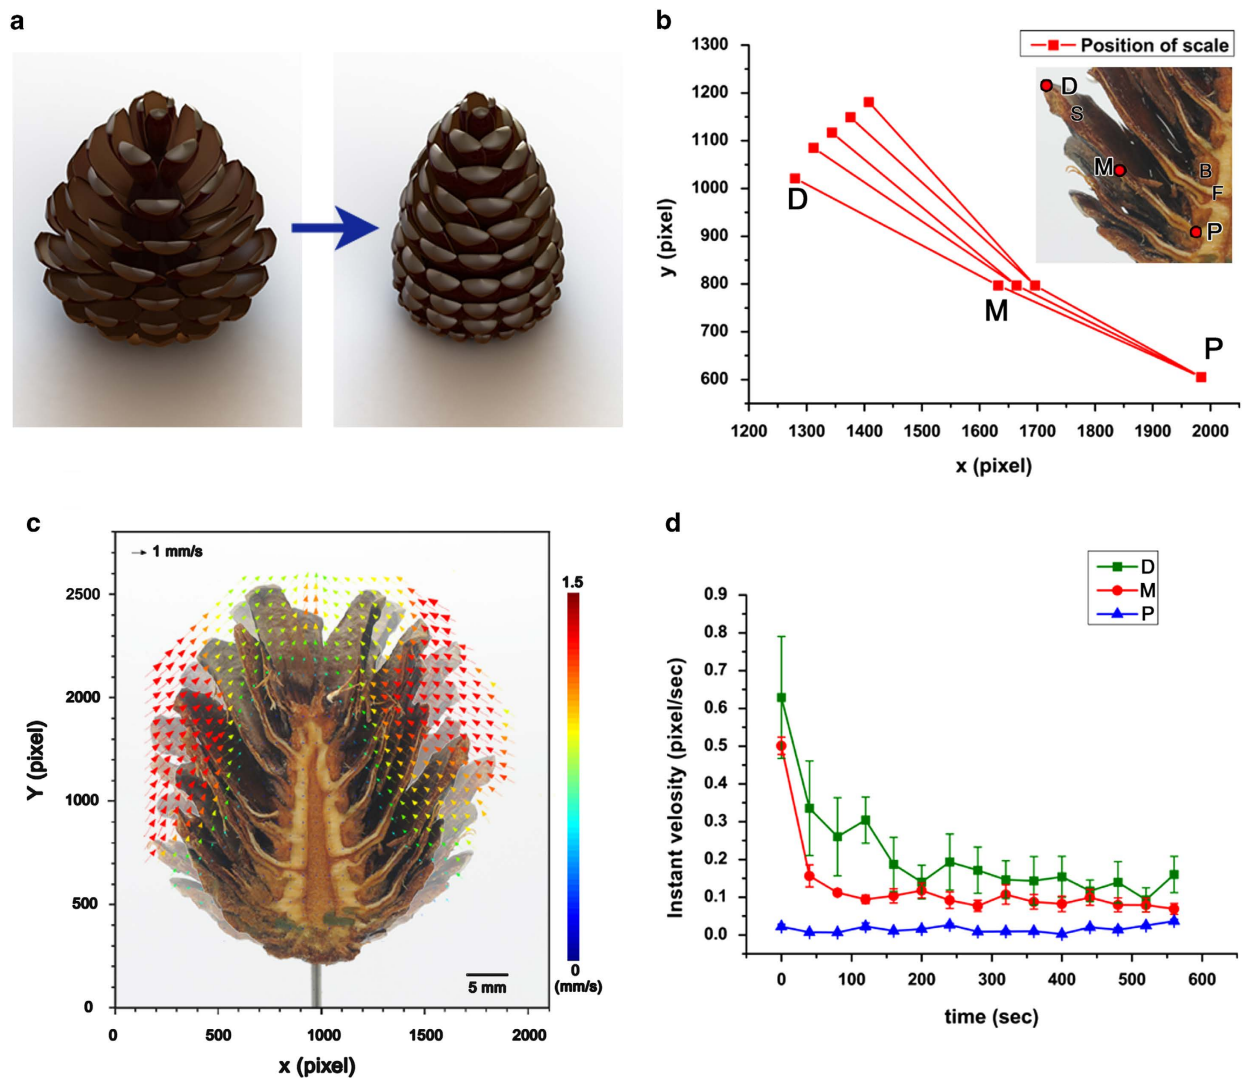 a
b
Position of scale
1300
1200
1100
1000
900
800
700
600
y (pixel)
D
M
P
D
S
M
B
F
P
1200 1300 1400 1500 1600 1700 1800 1900 2000
x (pixel)
c
1 mm/s
2500
2000
1500
1000
500
0
Y (pixel)
0 500 1000 1500 2000
x (pixel)
5 mm
1.5
0
(mm/s)
d
D
M
P
0.9
0.8
0.7
0.6
0.5
0.4
0.3
0.2
0.1
0.0
Instant velosity (pixel/sec)
0 100 200 300 400 500 600
time (sec)